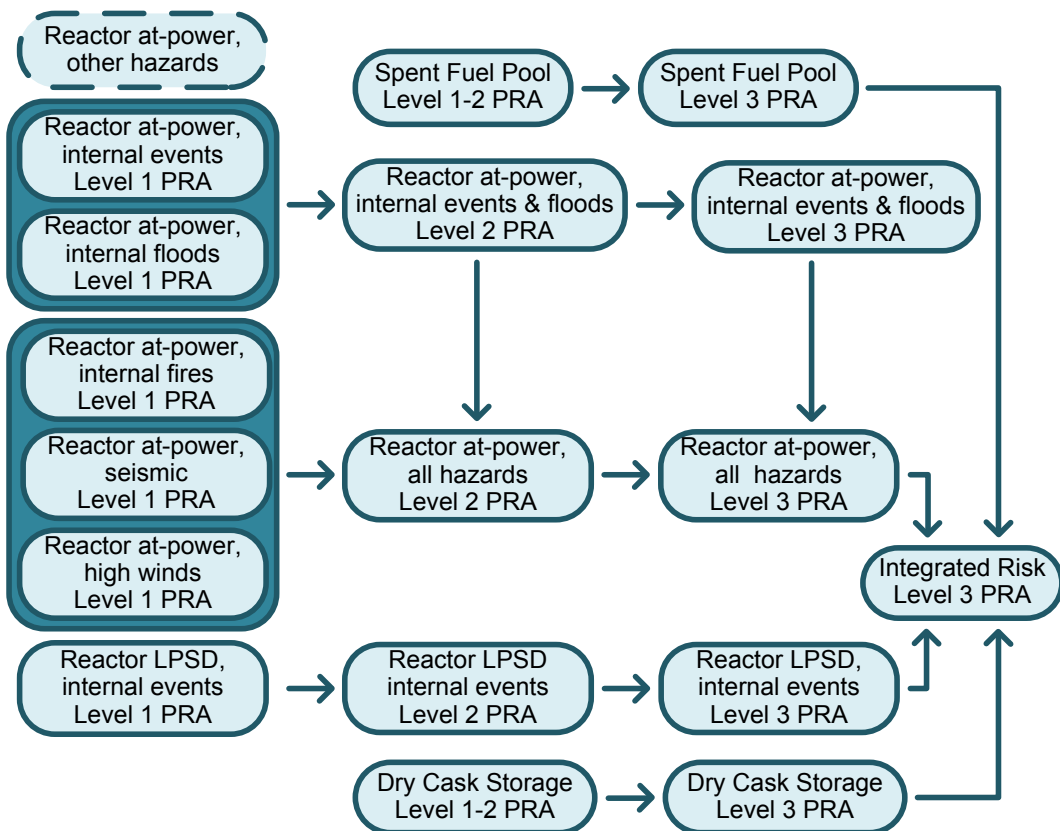 Reactor at-power,
other hazards
Spent Fuel Pool
Level 1-2 PRA
Spent Fuel Pool
Level 3 PRA
Reactor at-power,
internal events
Level 1 PRA
Reactor at-power,
internal floods
Level 1 PRA
Reactor at-power,
internal events & floods
Level 2 PRA
Reactor at-power,
internal events & floods
Level 3 PRA
Reactor at-power,
internal fires
Level 1 PRA
Reactor at-power,
seismic
Level 1 PRA
Reactor at-power,
high winds
Level 1 PRA
Reactor at-power,
all hazards
Level 2 PRA
Reactor at-power,
all hazards
Level 3 PRA
Integrated Risk
Level 3 PRA
Reactor LPSD,
internal events
Level 1 PRA
Reactor LPSD
internal events
Level 2 PRA
Reactor LPSD,
internal events
Level 3 PRA
Dry Cask Storage
Level 1-2 PRA
Dry Cask Storage
Level 3 PRA